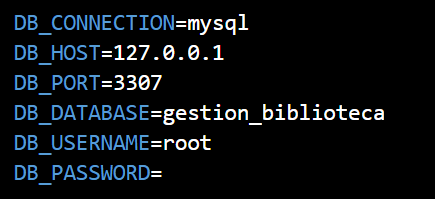 DB_CONNECTION=mysql
DB_HOST=127.0.0.1
DB_PORT=3307
DB_DATABASE=gestion_biblioteca
DB_USERNAME=root
DB_PASSWORD=